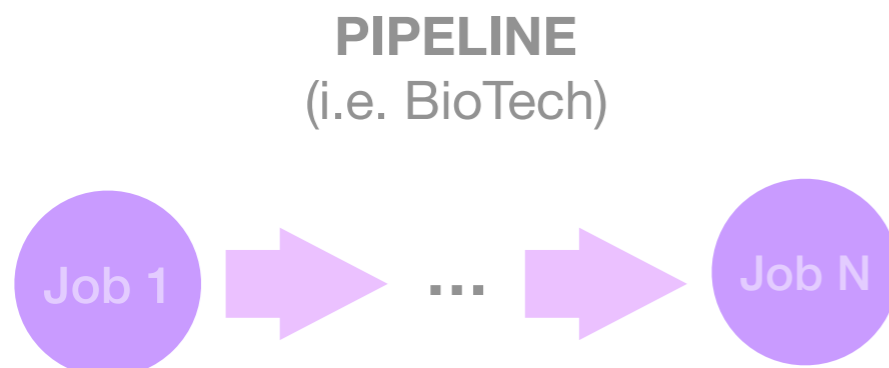 PIPELINE
(i.e. BioTech)
Job 1
...
Job N